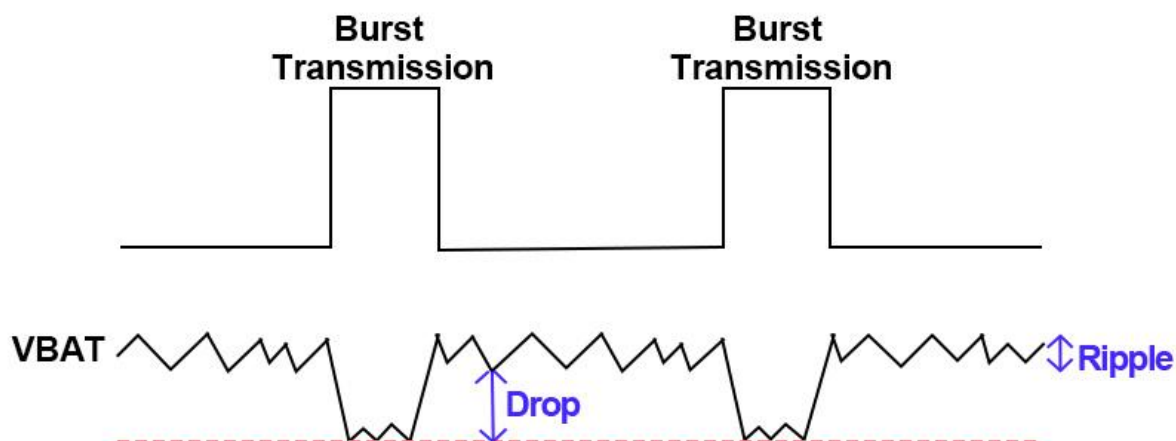 Burst
Transmission
Burst
Transmission
VBAT
Ripple
Drop